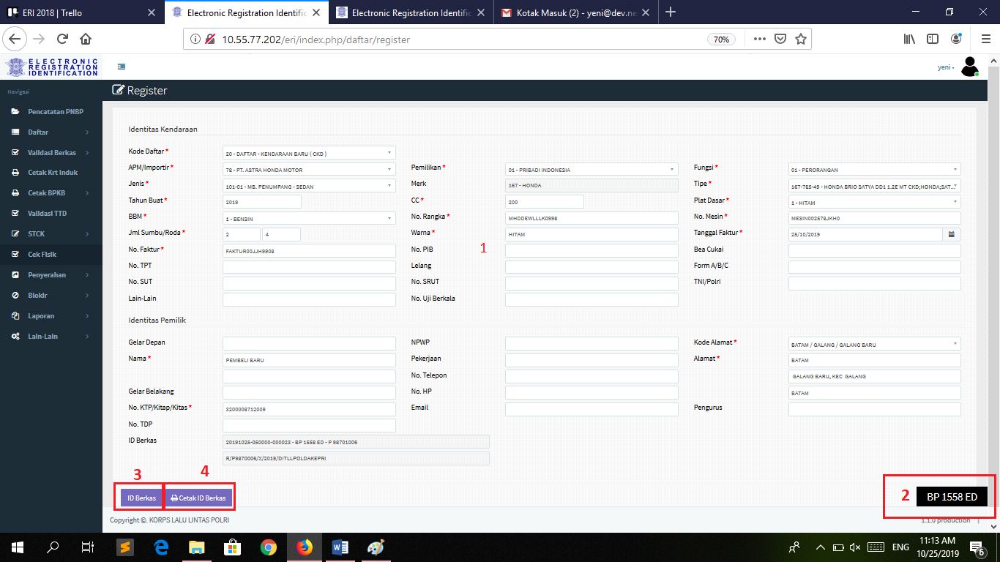 ERI 2018 | Trello
Electronic Registration Identific
Electronic Registration Identific
Kotak Masuk (2) - yeni@dev.ne
10.55.77.202/eri/index.php/daftar/register
70%
ELECTRONIC
REGISTRATION
IDENTIFICATION
yeni
Navigasi
Register
Pencatatan PNBP
Daftar
Validasi Berkas
Cetak Krt Induk
Cetak BPKB
Validasi TTD
STCK
Cek Fisik
Penyerahan
Blokir
Laporan
Lain-Lain
Identitas Kendaraan
Kode Daftar * 20 - DAFTAR - KENDARAAN BARU ( CKD )
APM/Importir * 78 - PT. ASTRA HONDA MOTOR Pemilikan * 01 - PRIBADI INDONESIA Fungsi * 01 - PERORANGAN
Jenis * 101-01 - MB. PENUMPANG - SEDAN Merk 167 - HONDA Tipe * 167-785-49 - HONDA BRIO SATYA DD1 1.2E MT CKD;HONDA;SAT...
Tahun Buat * 2019 CC * 200 Plat Dasar * 1 - HITAM
BBM * 1 - BENSIN No. Rangka * MHDDEWLLLK0998 No. Mesin * MESIN002578JKH0
Jml Sumbu/Roda * 2 4 Warna * HITAM Tanggal Faktur * 25/10/2019
No. Faktur * FAKTUR00JJH9908 No. PIB Bea Cukai
1
No. TPT Lelang Form A/B/C
No. SUT No. SRUT TNI/Polri
Lain-Lain No. Uji Berkala
Identitas Pemilik
Gelar Depan NPWP Kode Alamat * BATAM / GALANG / GALANG BARU
Nama * PEMBELI BARU Pekerjaan Alamat * BATAM
No. Telepon GALANG BARU, KEC GALANG
Gelar Belakang No. HP BATAM
No. KTP/Kitap/Kitas * 3200008712009 Email Pengurus
No. TDP
ID Berkas 20191025-050000-000023 - BP 1558 ED - P 98701006
R/P9870006/X/2019/DITLLPOLDAKEPRI
3 4
ID Berkas Cetak ID Berkas 2 BP 1558 ED
Copyright ©. KORPS LALU LINTAS POLRI 1.1.0 production |
ENG
11:13 AM
10/25/2019
6